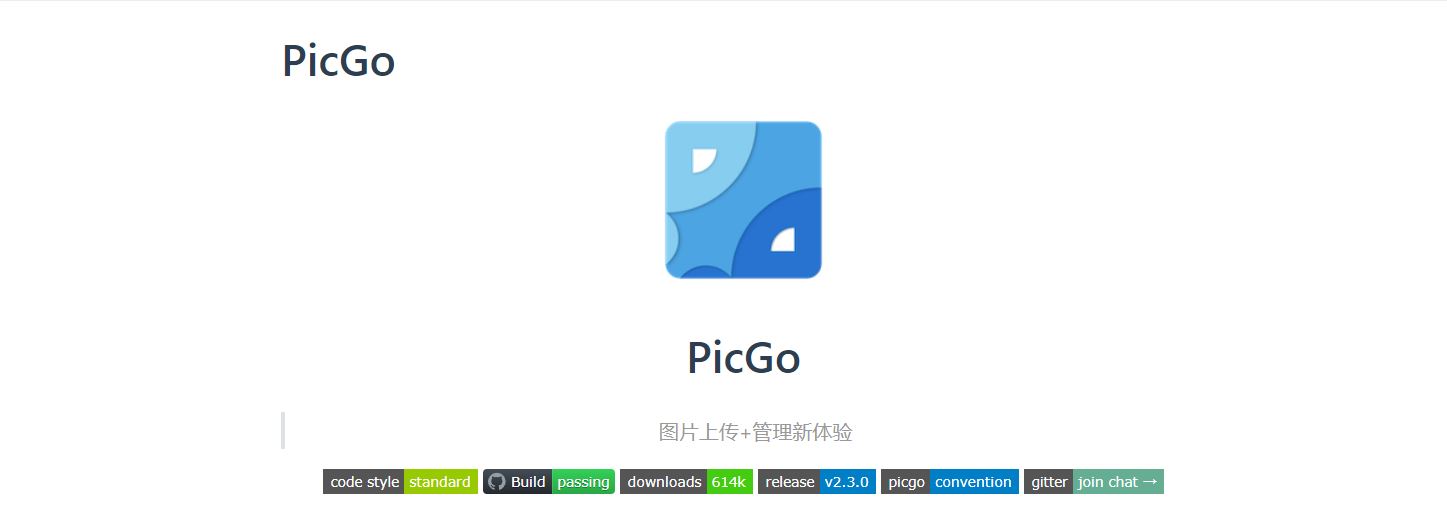 PicGo
PicGo
图片上传+管理新体验
code style standard Build passing downloads 614k release v2.3.0 picgo convention gitter join chat →